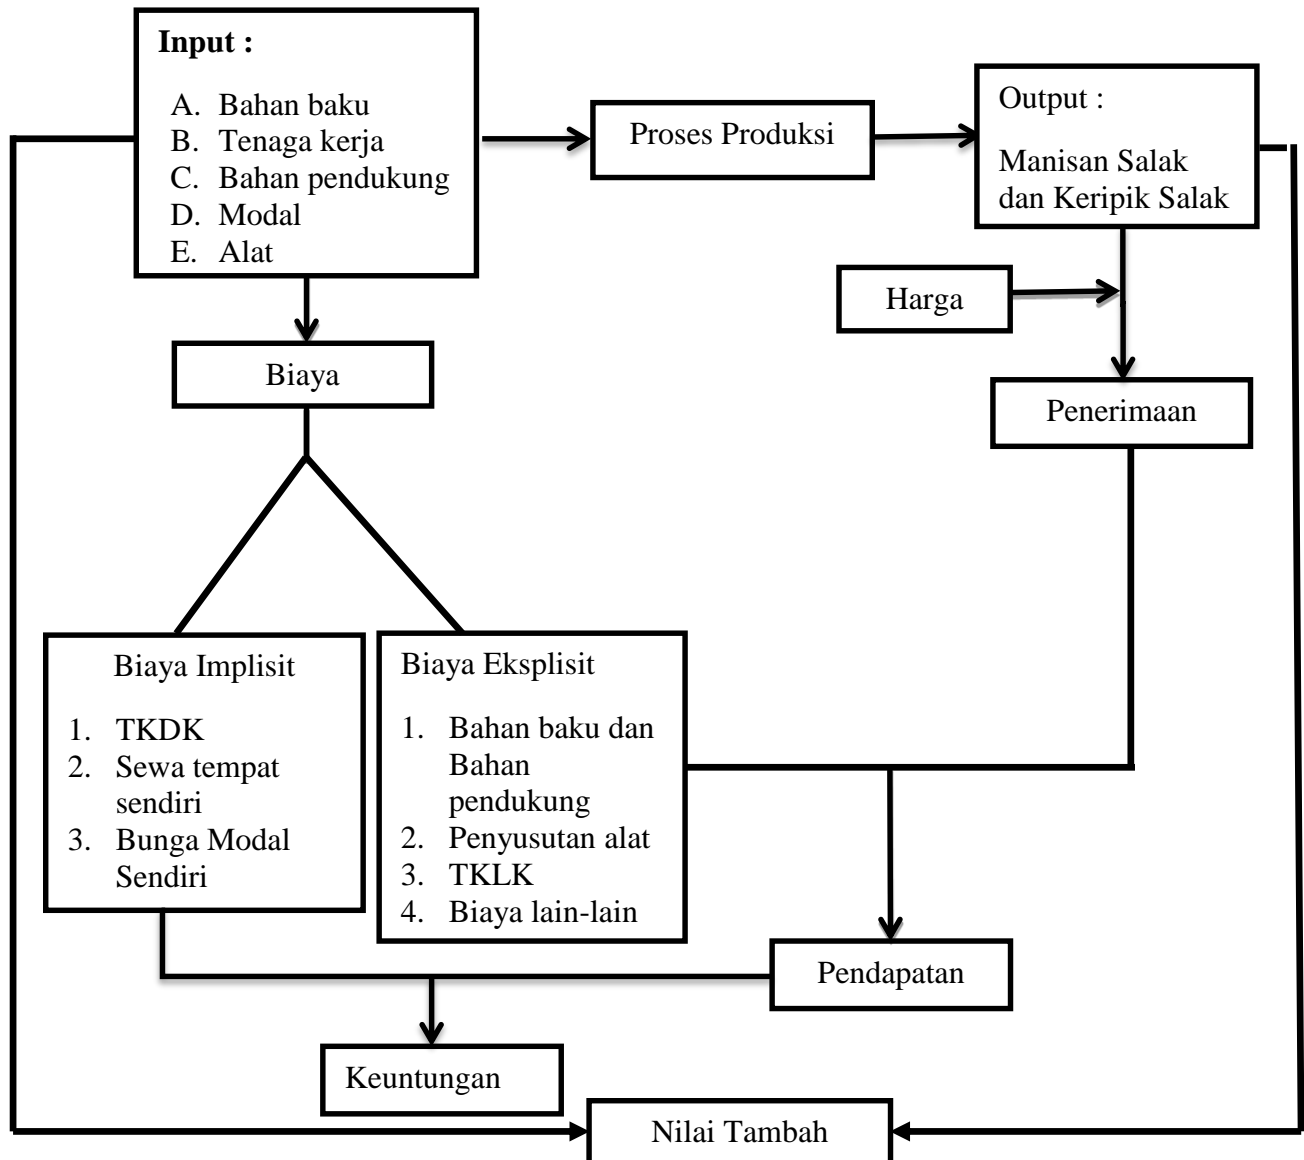 Input :
A. Bahan baku
B. Tenaga kerja
C. Bahan pendukung
D. Modal
E. Alat
Proses Produksi
Output :
Manisan Salak
dan Keripik Salak
Harga
Biaya
Penerimaan
Biaya Implisit
1. TKDK
2. Sewa tempat
sendiri
3. Bunga Modal
Sendiri
Biaya Eksplisit
1. Bahan baku dan
Bahan
pendukung
2. Penyusutan alat
3. TKLK
4. Biaya lain-lain
Pendapatan
Keuntungan
Nilai Tambah